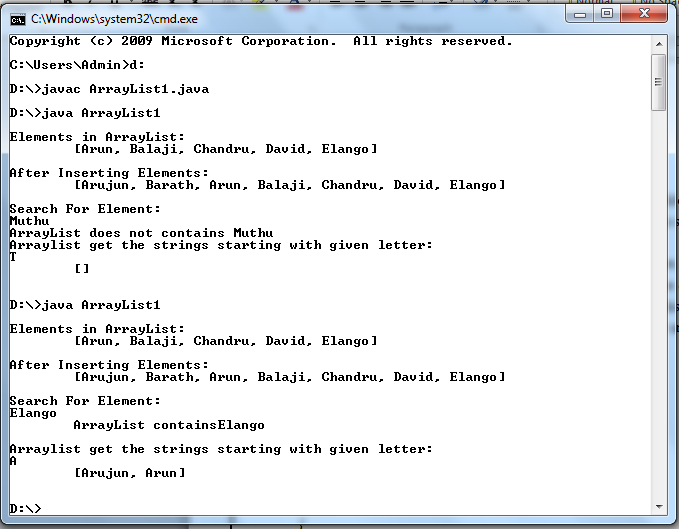 C:\Windows\system32\cmd.exe
Copyright (c) 2009 Microsoft Corporation.  All rights reserved.
C:\Users\Admin>d:
D:\>javac ArrayList1.java
D:\>java ArrayList1
Elements in ArrayList:
[Arun, Balaji, Chandru, David, Elango]
After Inserting Elements:
[Arujun, Barath, Arun, Balaji, Chandru, David, Elango]
Search For Element:
Muthu
ArrayList does not contains Muthu
Arraylist get the strings starting with given letter:
T
[]
D:\>java ArrayList1
Elements in ArrayList:
[Arun, Balaji, Chandru, David, Elango]
After Inserting Elements:
[Arujun, Barath, Arun, Balaji, Chandru, David, Elango]
Search For Element:
Elango
ArrayList containsElango
Arraylist get the strings starting with given letter:
A
[Arujun, Arun]
D:\>